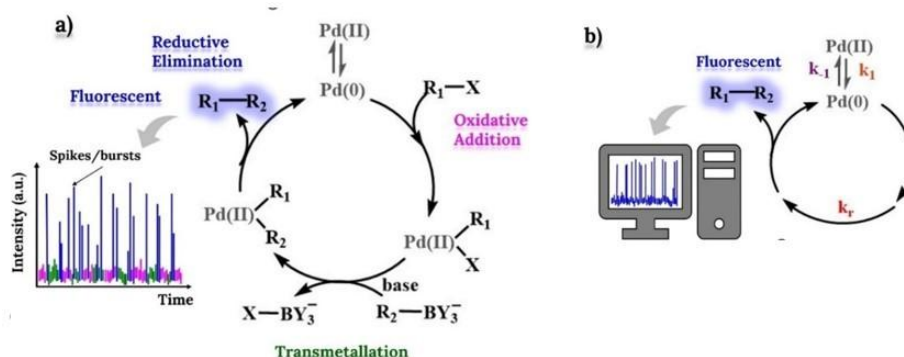 a)
Reductive
Elimination
Fluorescent
R₁—R₂
Pd(II)
Pd(0)
R₁—X
Oxidative
Addition
Spikes/bursts
Intensity (a.u.)
Time
Pd(II)
R₁
R₂
Pd(II)
R₁
X
base
X—BY₃⁻
R₂—BY₃⁻
Transmetallation
b)
Fluorescent
R₁—R₂
Pd(II)
k₋₁
k₁
Pd(0)
kᵣ